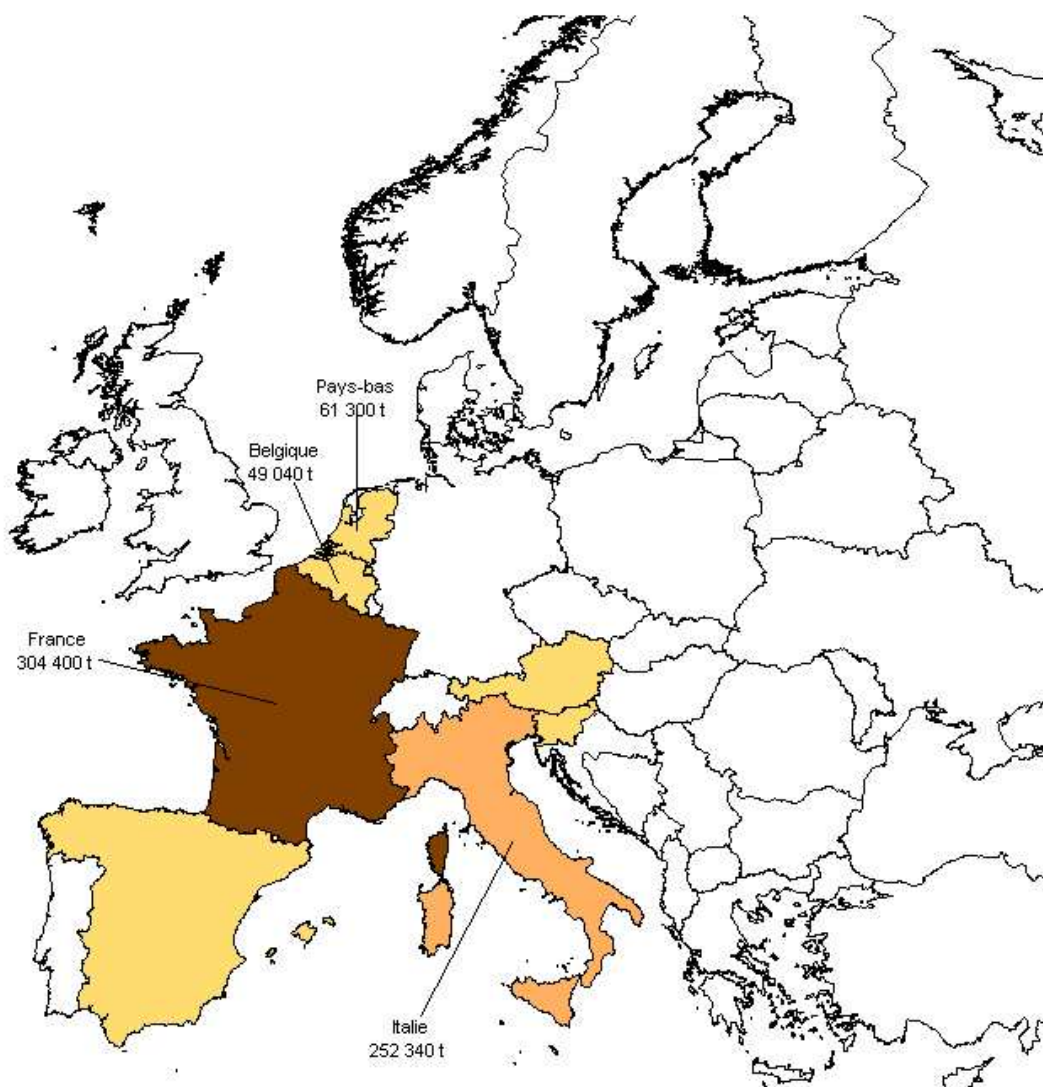 Pays-bas
61 300 t
Belgique
49 040 t
France
304 400 t
Italie
252 340 t